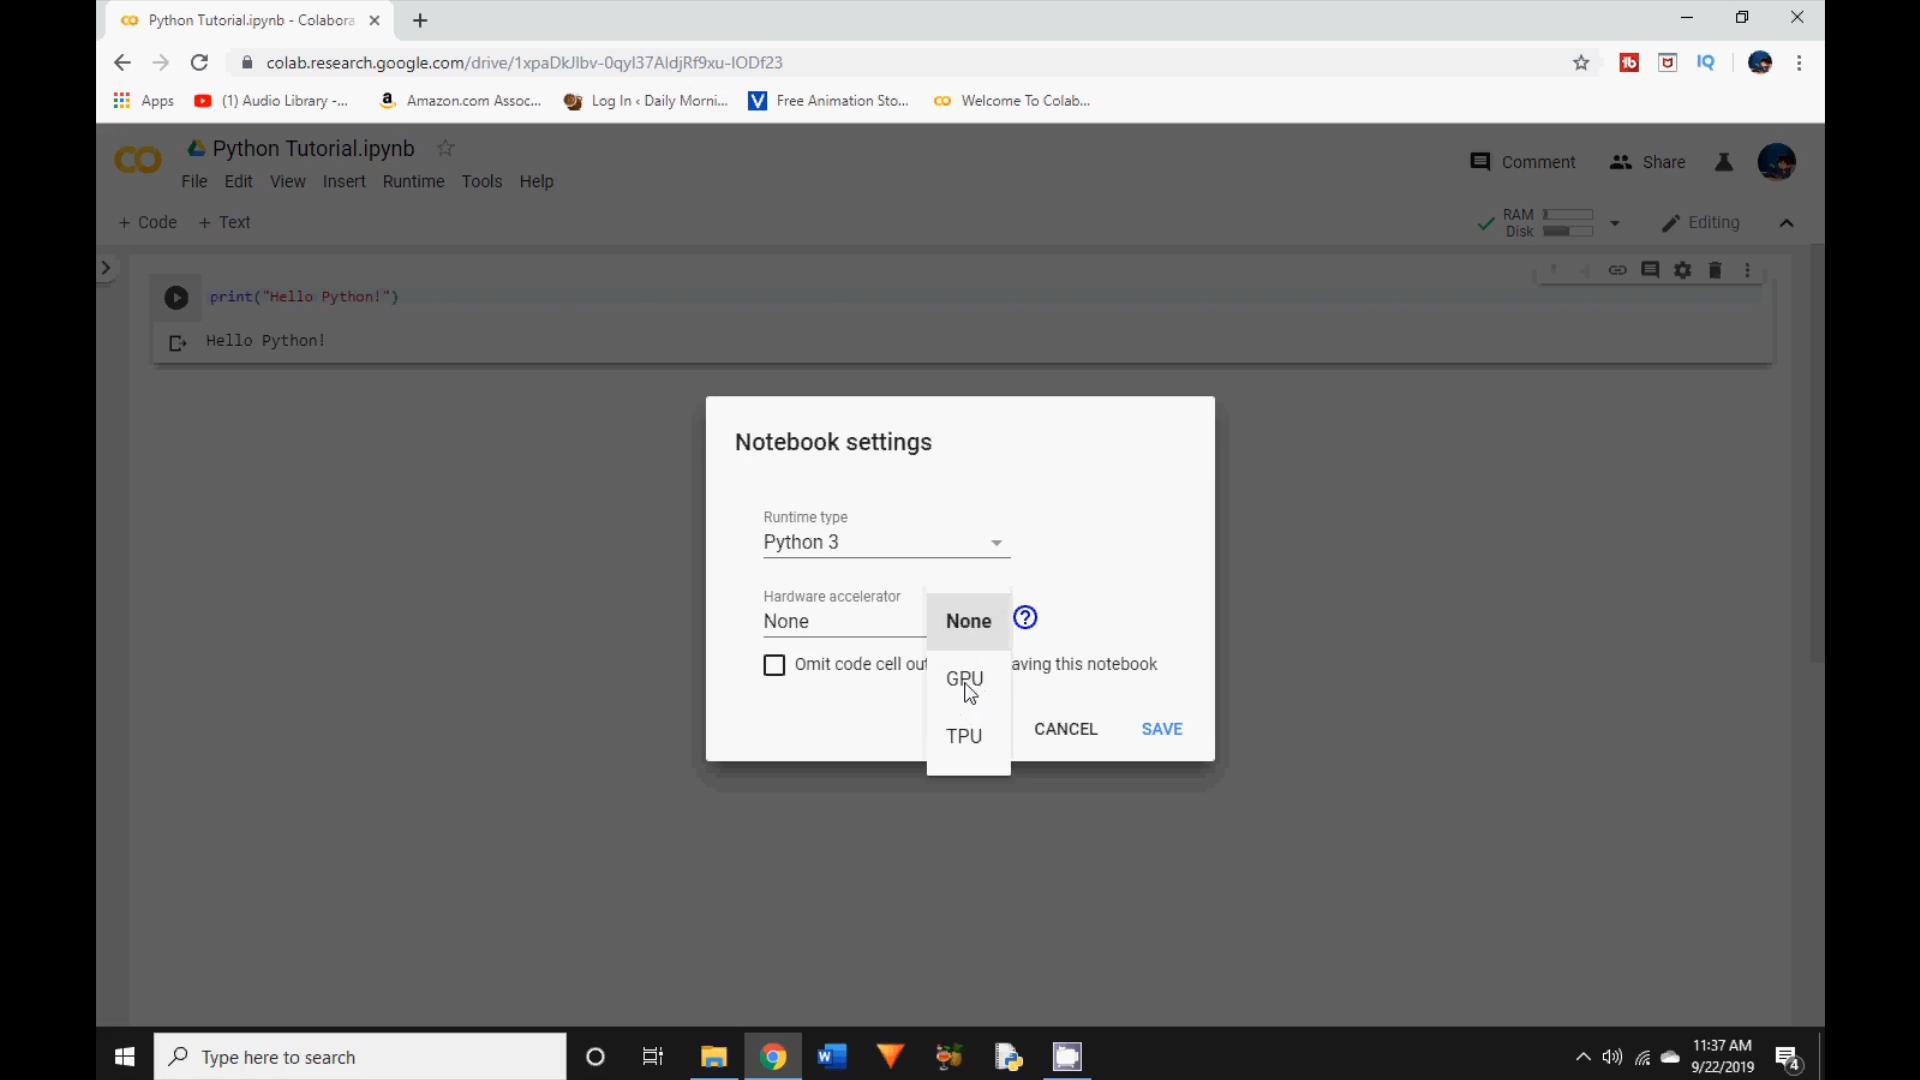 Python Tutorial.ipynb - Colabora
colab.research.google.com/drive/1xpaDkJlbv-0qyl37AldjRf9xu-IODf23
Apps
(1) Audio Library -...
Amazon.com Assoc...
Log In ‹ Daily Morni...
Free Animation Sto...
Welcome To Colab...
Python Tutorial.ipynb
Comment
Share
File Edit View Insert Runtime Tools Help
+ Code + Text
RAM
Disk
Editing
print("Hello Python!")
Hello Python!
Notebook settings
Runtime type
Python 3
Hardware accelerator
None
None
Omit code cell out
aving this notebook
GPU
TPU
CANCEL
SAVE
Type here to search
11:37 AM
9/22/2019
4